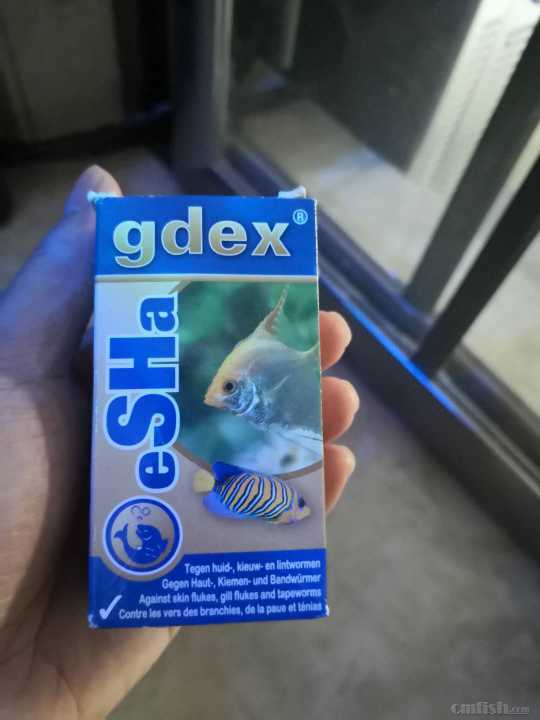 gdex®
eSHa
Tegen huid-, kieuw- en lintwormen
Gegen Haut-, Kiemen- und Bandwürmer
Against skin flukes, gill flukes and tapeworms
Contre les vers des branchies, de la paue et ténias
cmfish.com